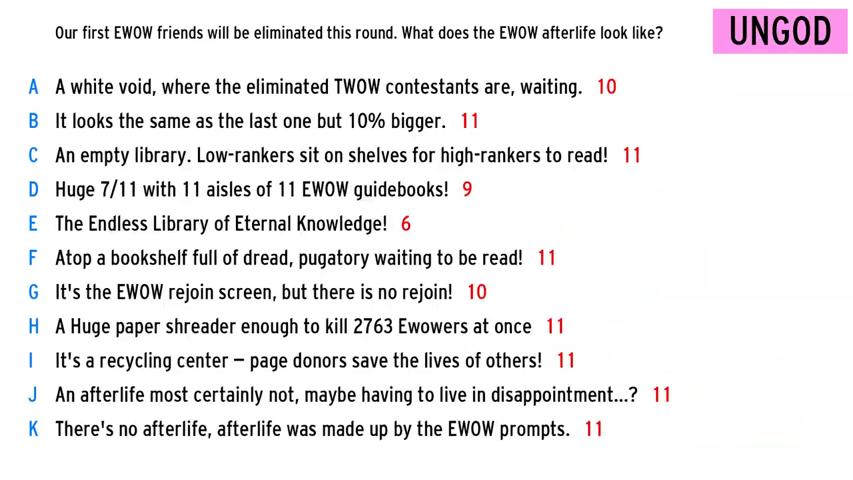 Our first EWOW friends will be eliminated this round. What does the EWOW afterlife look like?
UNGOD
A A white void, where the eliminated TWOW contestants are, waiting. 10
B It looks the same as the last one but 10% bigger. 11
C An empty library. Low-rankers sit on shelves for high-rankers to read! 11
D Huge 7/11 with 11 aisles of 11 EWOW guidebooks! 9
E The Endless Library of Eternal Knowledge! 6
F Atop a bookshelf full of dread, pugatory waiting to be read! 11
G It's the EWOW rejoin screen, but there is no rejoin! 10
H A Huge paper shreader enough to kill 2763 Ewowers at once 11
I It's a recycling center – page donors save the lives of others! 11
J An afterlife most certainly not, maybe having to live in disappointment...? 11
K There's no afterlife, afterlife was made up by the EWOW prompts. 11